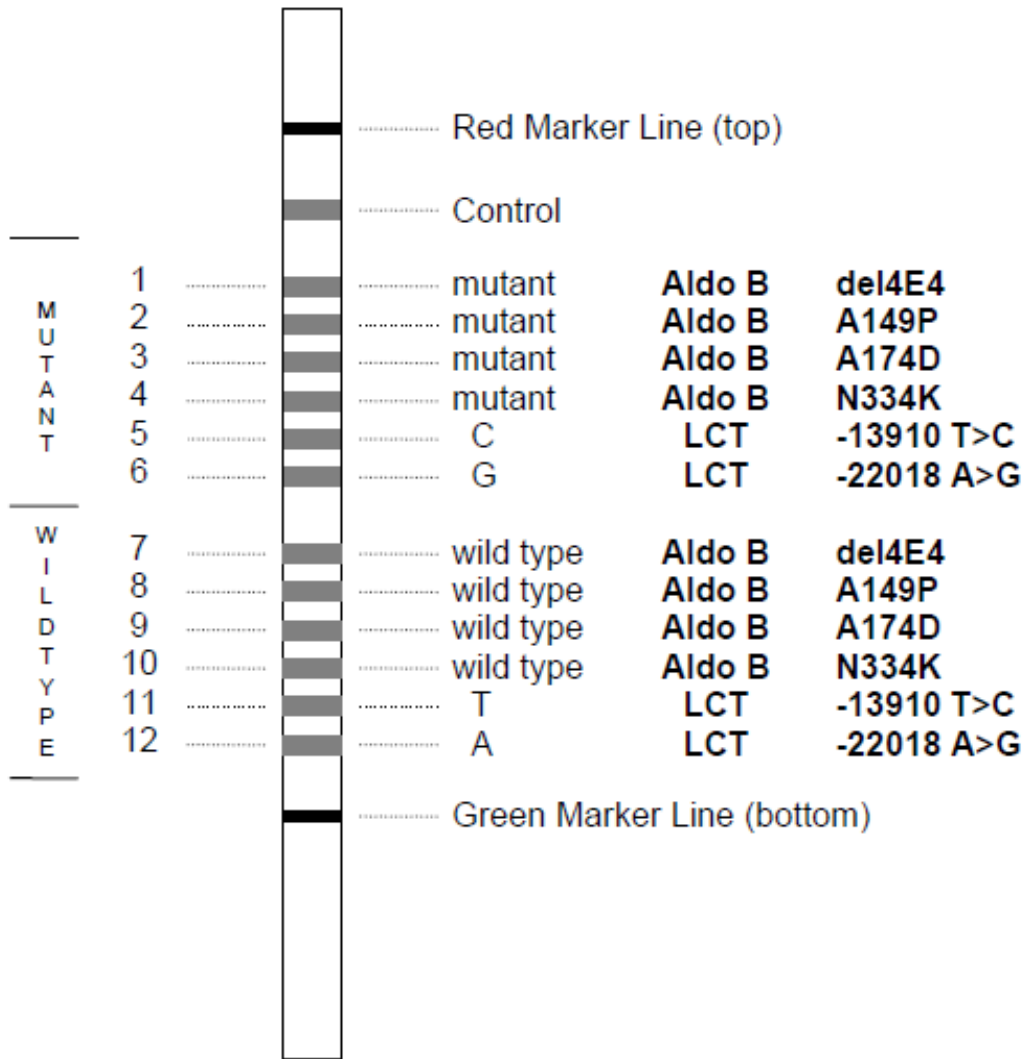 Red Marker Line (top)
Control
MUTANT
1 mutant Aldo B del4E4
2 mutant Aldo B A149P
3 mutant Aldo B A174D
4 mutant Aldo B N334K
5 C LCT -13910 T>C
6 G LCT -22018 A>G
WILDTYPE
7 wild type Aldo B del4E4
8 wild type Aldo B A149P
9 wild type Aldo B A174D
10 wild type Aldo B N334K
11 T LCT -13910 T>C
12 A LCT -22018 A>G
Green Marker Line (bottom)